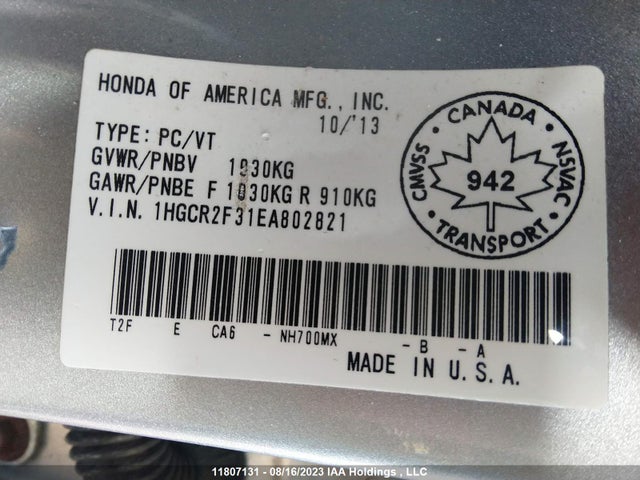 HONDA OF AMERICA MFG., INC.
10/'13
TYPE: PC/VT
GVWR/PNBV 1930KG
GAWR/PNBE F 1030KG R 910KG
V.I.N. 1HGCR2F31EA802821
CANADA
CMVSS 942 NSVAC
TRANSPORT
T2F E CA6 - NH700MX - B - A
MADE IN U.S.A.
11807131 - 08/16/2023 IAA Holdings , LLC